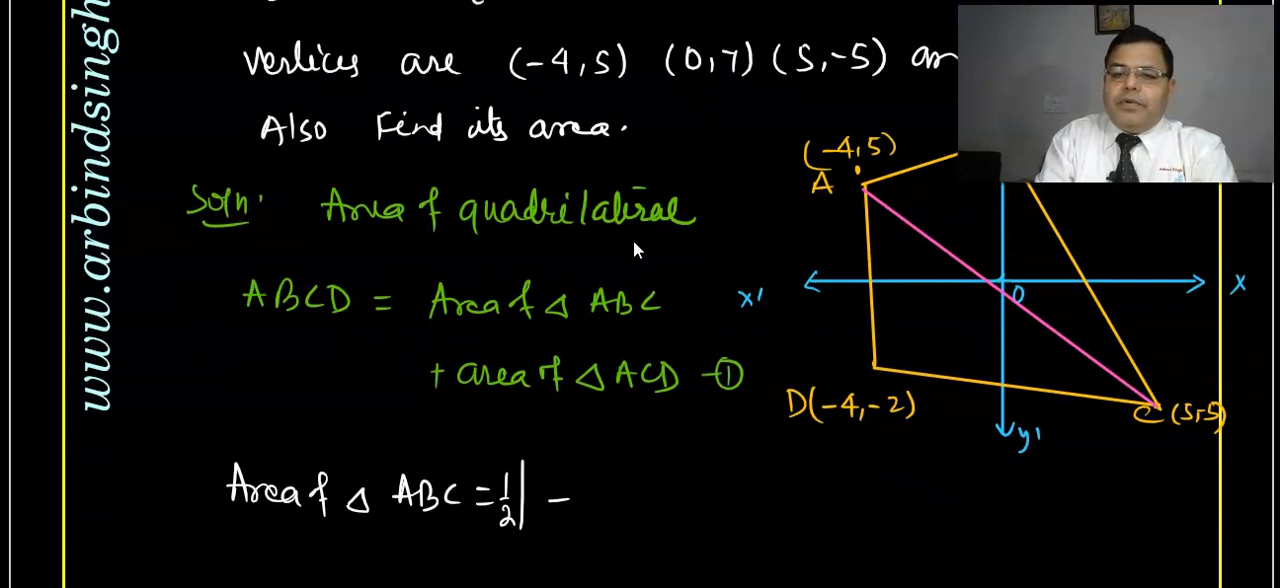 vertices are (-4,5) (0,7) (5,-5) an
Also Find its area.
Soln. Area of quadrilateral
ABCD = Area of △ ABC
+ area of △ ACD -①
Area of △ ABC = 1/2| -
(-4,5)
A
X'
O
X
D(-4,-2)
C (5,-5)
y'
www.arbindsingh